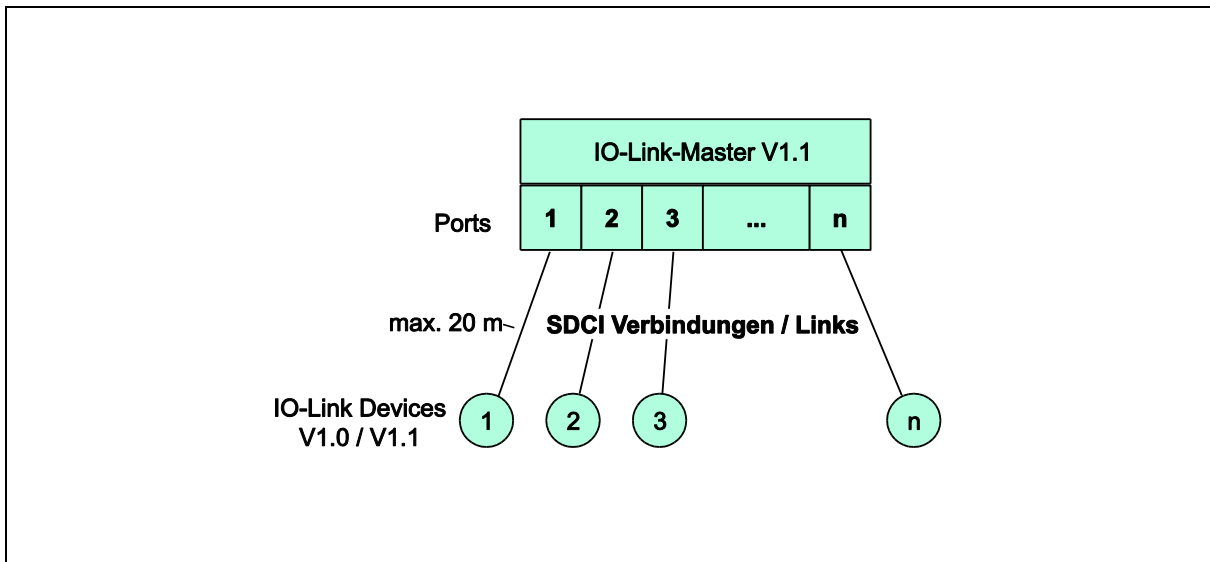 IO-Link-Master V1.1
Ports 1 2 3 ... n
max. 20 m SDCI Verbindungen / Links
IO-Link Devices
V1.0 / V1.1
1 2 3 n